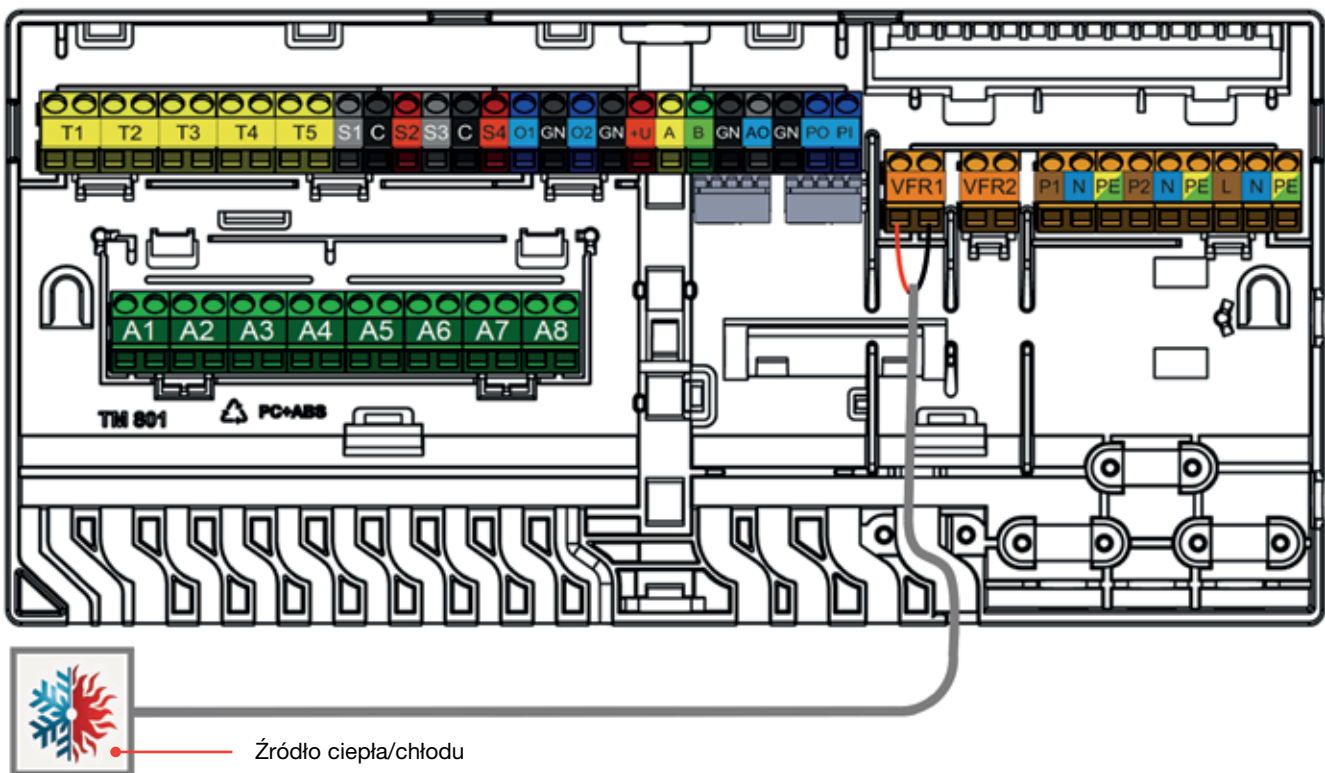 T1 T2 T3 T4 T5 S1 C S2 S3 C S4 O1 GN O2 GN +U A B GN AO GN PO PI
VFR1 VFR2 P1 N PE P2 N PE L N PE
A1 A2 A3 A4 A5 A6 A7 A8
TM 801 PC+ABS
Źródło ciepła/chłodu